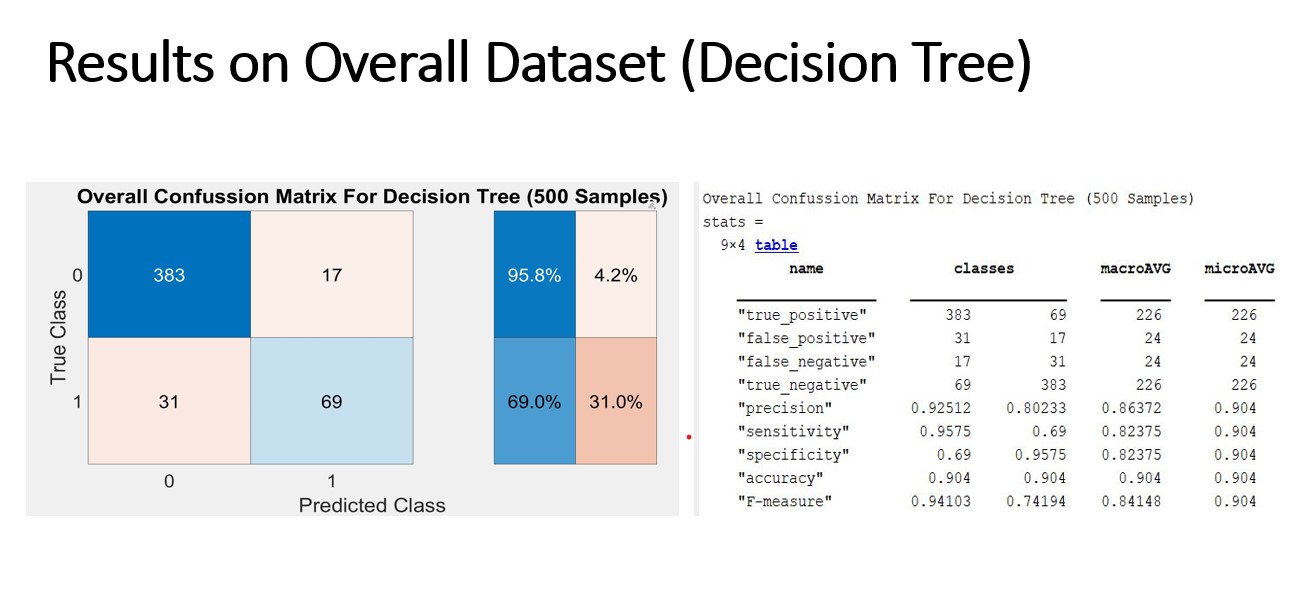 Results on Overall Dataset (Decision Tree)
Overall Confussion Matrix For Decision Tree (500 Samples)
383 17 95.8% 4.2%
0
True Class
31 69 69.0% 31.0%
1
0 1
Predicted Class
Overall Confussion Matrix For Decision Tree (500 Samples)
stats =
9×4 table
name classes macroAVG microAVG
"true_positive" 383 69 226 226
"false_positive" 31 17 24 24
"false_negative" 17 31 24 24
"true_negative" 69 383 226 226
"precision" 0.92512 0.80233 0.86372 0.904
"sensitivity" 0.9575 0.69 0.82375 0.904
"specificity" 0.69 0.9575 0.82375 0.904
"accuracy" 0.904 0.904 0.904 0.904
"F-measure" 0.94103 0.74194 0.84148 0.904